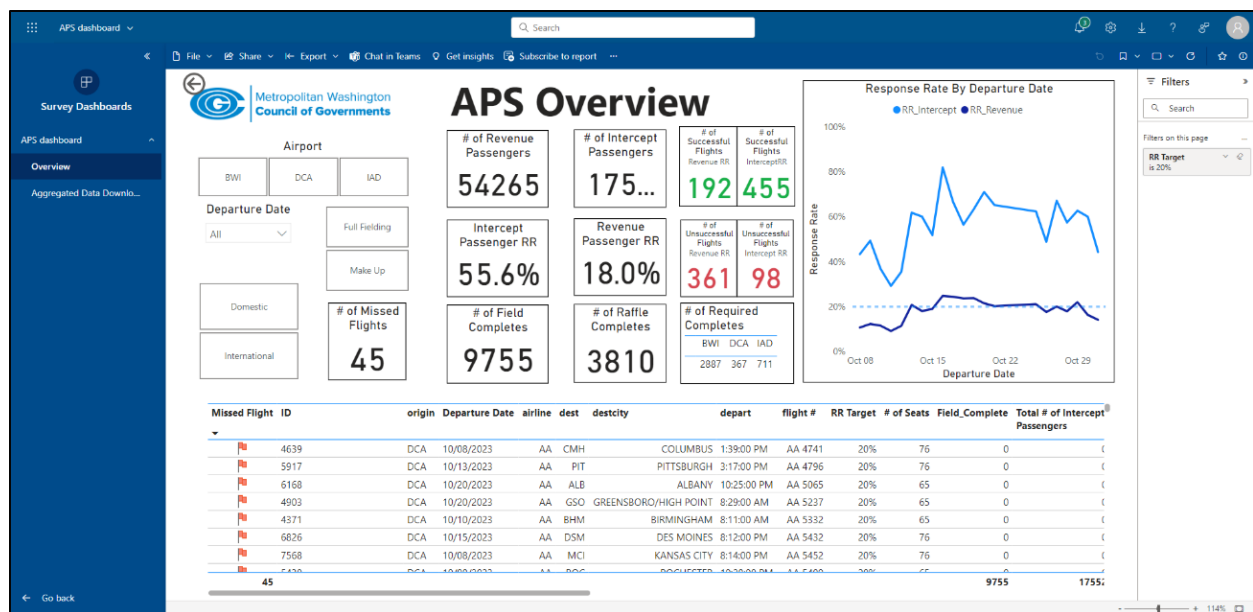 APS dashboard
Search
3
File
Share
Export
Chat in Teams
Get insights
Subscribe to report
...
Survey Dashboards
APS dashboard
Overview
Aggregated Data Downlo...
Go back
Metropolitan Washington
Council of Governments
APS Overview
Airport
BWI
DCA
IAD
Departure Date
All
Full Fielding
Make Up
Domestic
International
# of Missed
Flights
45
# of Revenue
Passengers
54265
# of Intercept
Passengers
175...
# of
Successful
Flights
Revenue RR
192
# of
Successful
Flights
InterceptRR
455
Intercept
Passenger RR
55.6%
Revenue
Passenger RR
18.0%
# of
Unsuccessful
Flights
Revenue RR
361
# of
Unsuccessful
Flights
Intercept RR
98
# of Field
Completes
9755
# of Raffle
Completes
3810
# of Required
Completes
BWI DCA IAD
2887 367 711
Response Rate By Departure Date
RR_Intercept RR_Revenue
Response Rate
100%
80%
60%
40%
20%
0%
Oct 08 Oct 15 Oct 22 Oct 29
Departure Date
Filters
Search
Filters on this page
...
RR Target
is 20%
Missed Flight ID origin Departure Date airline dest destcity depart flight # RR Target # of Seats Field_Complete Total # of Intercept
Passengers
4639 DCA 10/08/2023 AA CMH COLUMBUS 1:39:00 PM AA 4741 20% 76 0
5917 DCA 10/13/2023 AA PIT PITTSBURGH 3:17:00 PM AA 4796 20% 76 0
6168 DCA 10/20/2023 AA ALB ALBANY 10:25:00 PM AA 5065 20% 65 0
4903 DCA 10/20/2023 AA GSO GREENSBORO/HIGH POINT 8:29:00 AM AA 5237 20% 65 0
4371 DCA 10/10/2023 AA BHM BIRMINGHAM 8:11:00 AM AA 5332 20% 65 0
6826 DCA 10/15/2023 AA DSM DES MOINES 8:12:00 PM AA 5432 20% 76 0
7568 DCA 10/08/2023 AA MCI KANSAS CITY 8:14:00 PM AA 5452 20% 76 0
45 9755 1755
114%